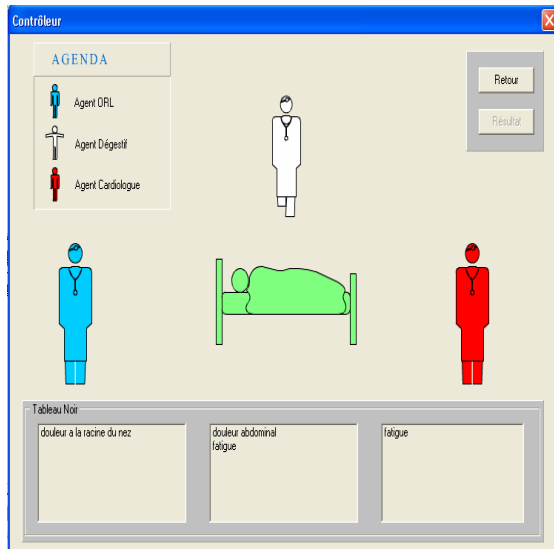 Contrôleur
AGENDA
Agent ORL
Agent Dégestif
Agent Cardiologue
Retour
Résultat
Tableau Noir
douleur a la racine du nez
douleur abdominal
fatigue
fatigue